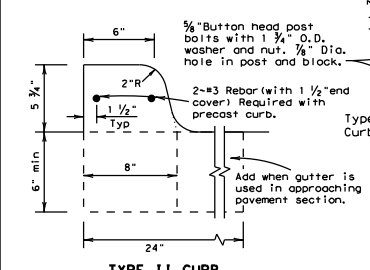 6"
⅝"Button head post
bolts with 1 ¾" O.D.
washer and nut. ⅞" Dia.
hole in post and block.
5 ¾"
2"R
2~#3 Rebar(with 1 ½"end
cover) Required with
precast curb.
1 ½"
Typ
Type
Curb
6" min
8"
Add when gutter is
used in approaching
pavement section.
24"
TYPE II CURB